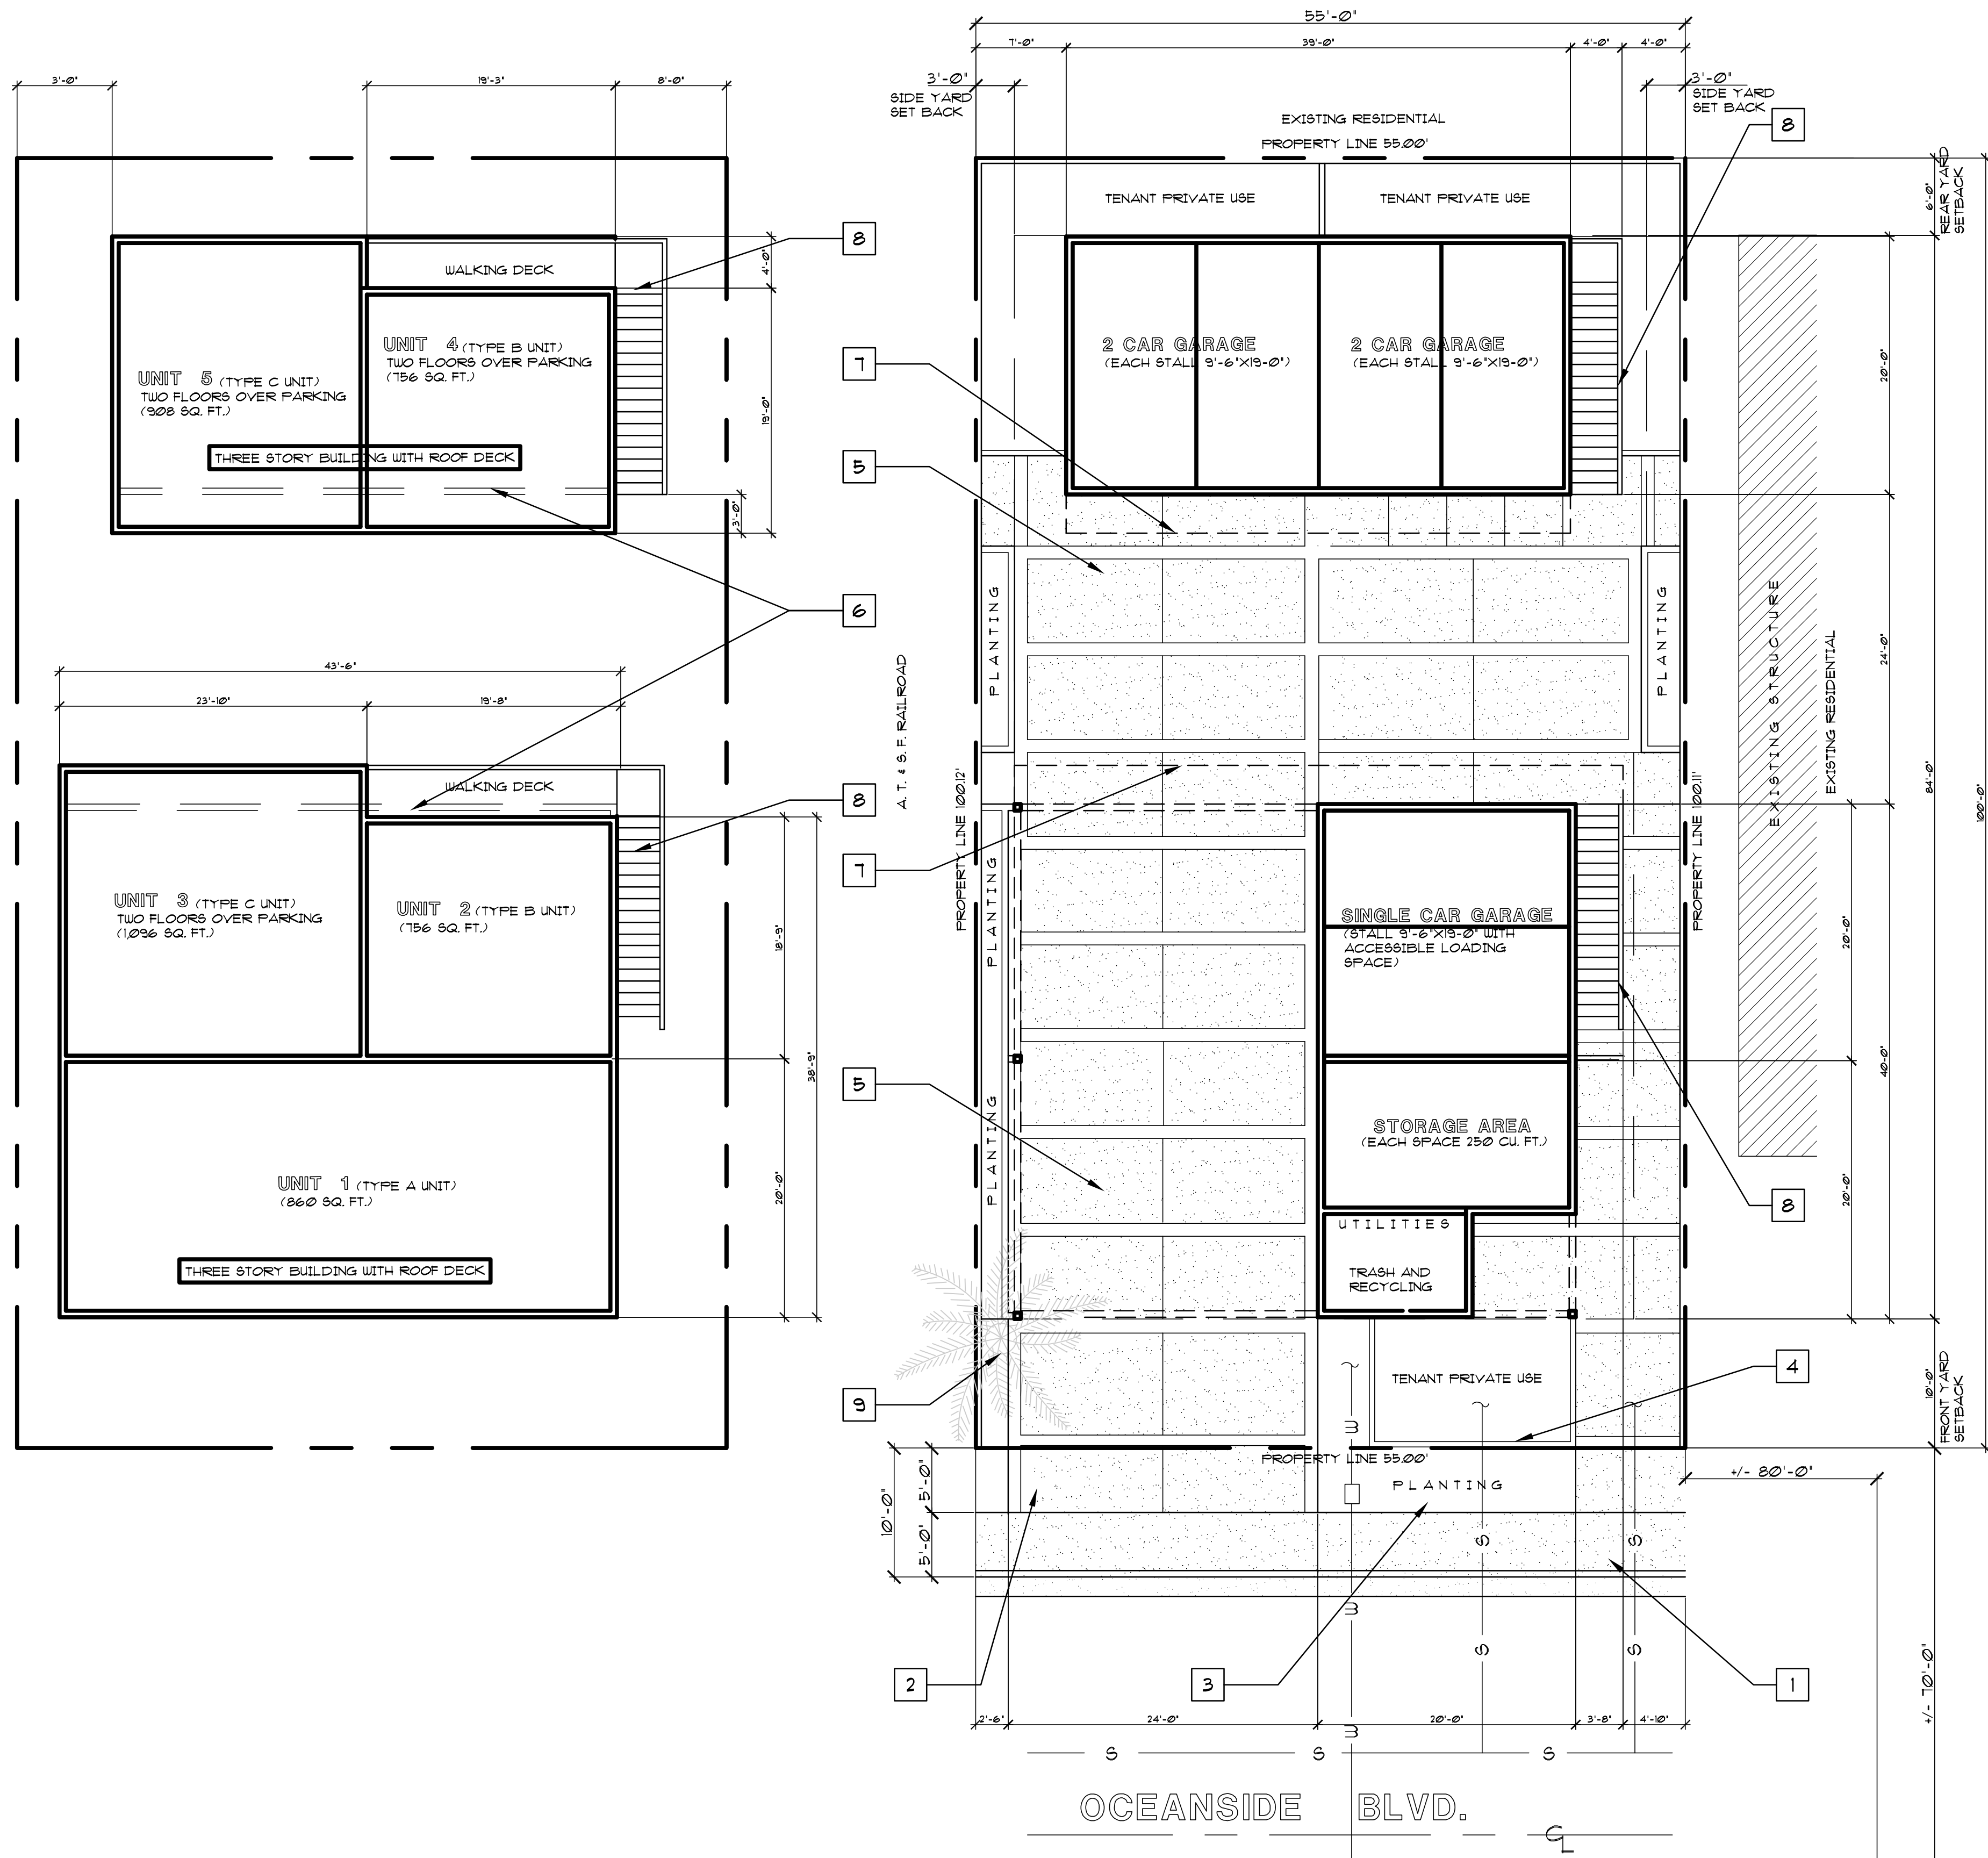 55'-0"
7'-0"
39'-0"
4'-0"
4'-0"
3'-0"
SIDE YARD
SET BACK
3'-0"
SIDE YARD
SET BACK
3'-0"
19'-3"
8'-0"
EXISTING RESIDENTIAL
PROPERTY LINE 55.00'
8
TENANT PRIVATE USE
TENANT PRIVATE USE
6'-0"
REAR YARD
SETBACK
8
WALKING DECK
4'-0"
UNIT 4 (TYPE B UNIT)
TWO FLOORS OVER PARKING
(756 SQ. FT.)
UNIT 5 (TYPE C UNIT)
TWO FLOORS OVER PARKING
(908 SQ. FT.)
THREE STORY BUILDING WITH ROOF DECK
19'-0"
3'-0"
7
2 CAR GARAGE
(EACH STALL 9'-6"X19-0")
2 CAR GARAGE
(EACH STALL 9'-6"X19-0")
20'-0"
5
6
PLANTING
PLANTING
EXISTING STRUCTURE
EXISTING RESIDENTIAL
24'-0"
84'-0"
100'-0"
A.T. & S.F. RAILROAD
43'-6"
23'-10"
19'-8"
WALKING DECK
8
7
PROPERTY LINE 100.12'
PROPERTY LINE 100.11'
PLANTING
UNIT 3 (TYPE C UNIT)
TWO FLOORS OVER PARKING
(1,096 SQ. FT.)
UNIT 2 (TYPE B UNIT)
(756 SQ. FT.)
18'-9"
38'-9"
SINGLE CAR GARAGE
(STALL 9'-6"X19-0" WITH
ACCESSIBLE LOADING
SPACE)
20'-0"
40'-0"
5
PLANTING
STORAGE AREA
(EACH SPACE 250 CU. FT.)
UNIT 1 (TYPE A UNIT)
(860 SQ. FT.)
20'-0"
20'-0"
8
THREE STORY BUILDING WITH ROOF DECK
UTILITIES
TRASH AND
RECYCLING
9
TENANT PRIVATE USE
4
10'-0"
FRONT YARD
SETBACK
W
PROPERTY LINE 55.00'
PLANTING
+/- 80'-0"
10'-0"
5'-0"
5'-0"
S
S
W
S
S
2
3
1
+/- 70'-0"
2'-6"
24'-0"
W
20'-0"
3'-8"
4'-10"
S
S
S
OCEANSIDE BLVD.
CL